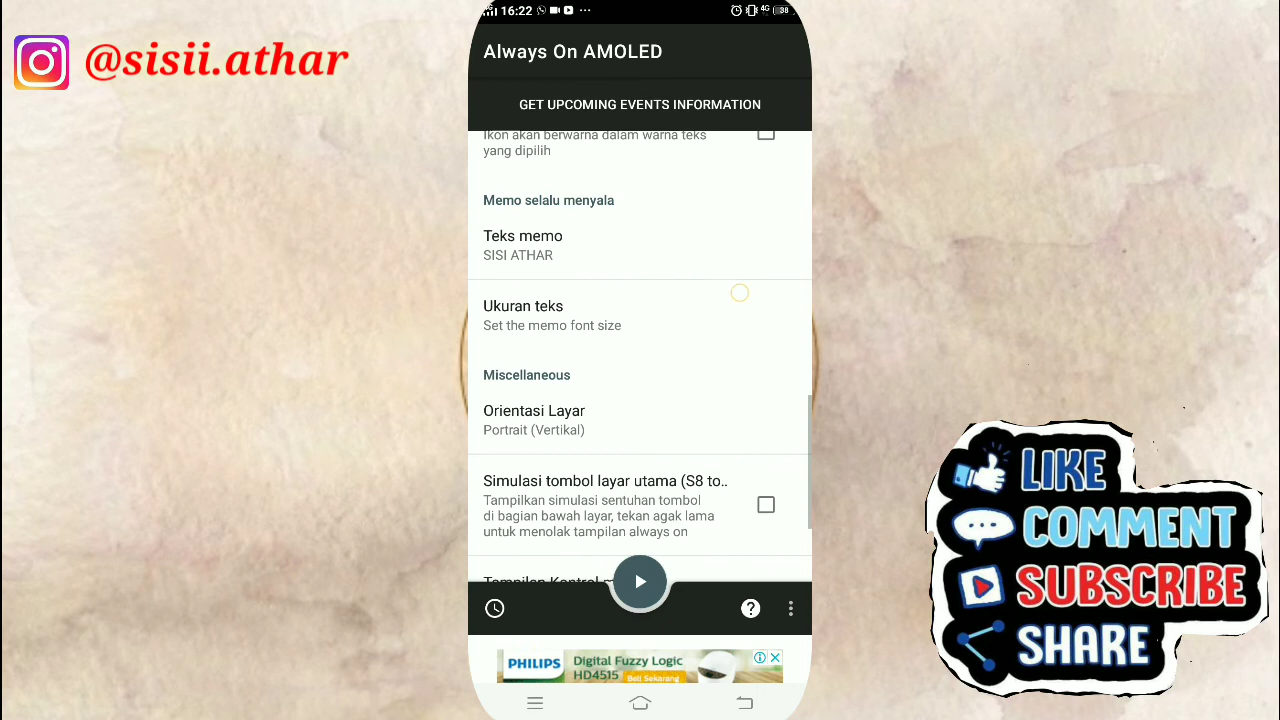 @sisii.athar
16:22
4G
38
Always On AMOLED
GET UPCOMING EVENTS INFORMATION
Ikon akan berwarna dalam warna teks
yang dipilih
Memo selalu menyala
Teks memo
SISI ATHAR
Ukuran teks
Set the memo font size
Miscellaneous
Orientasi Layar
Portrait (Vertikal)
Simulasi tombol layar utama (S8 to..
Tampilkan simulasi sentuhan tombol
di bagian bawah layar, tekan agak lama
untuk menolak tampilan always on
Tampilan Kontrol
PHILIPS
Digital Fuzzy Logic
HD4515
Beli Sekarang
LIKE
COMMENT
SUBSCRIBE
SHARE